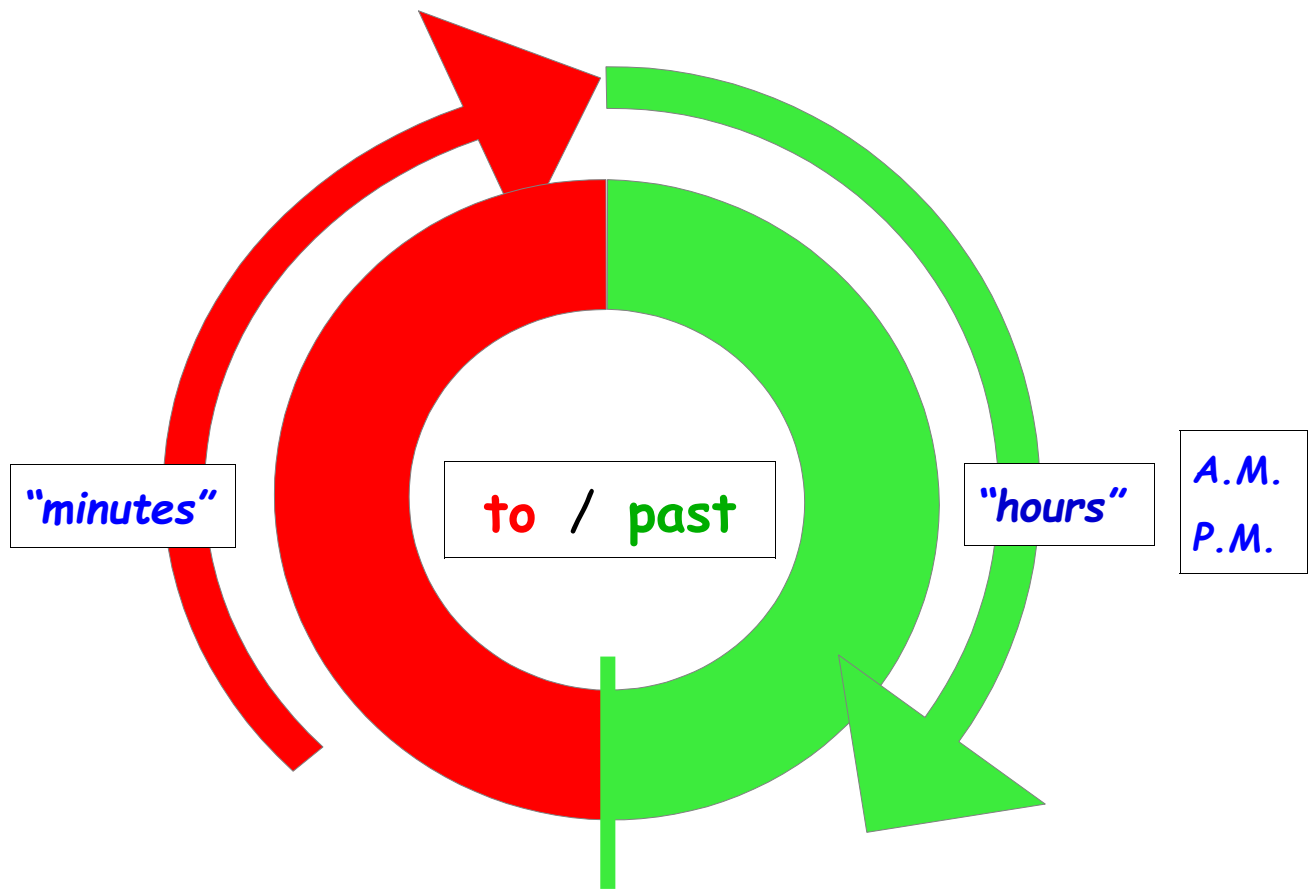 “minutes”
to / past
“hours”
A.M.
P.M.